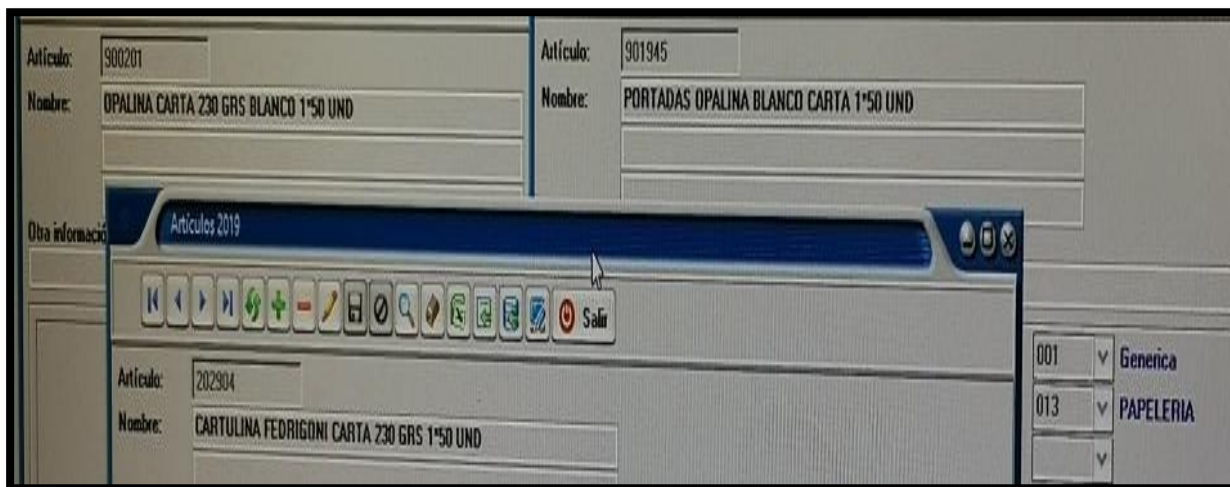 Artículo: 900201
Nombre: OPALINA CARTA 230 GRS BLANCO 1*50 UND
Artículo: 901945
Nombre: PORTADAS OPALINA BLANCO CARTA 1*50 UND
Otra informació
Artículos 2019
Salir
Artículo: 202904
Nombre: CARTULINA FEDRIGONI CARTA 230 GRS 1*50 UND
001 Generica
013 PAPELERIA